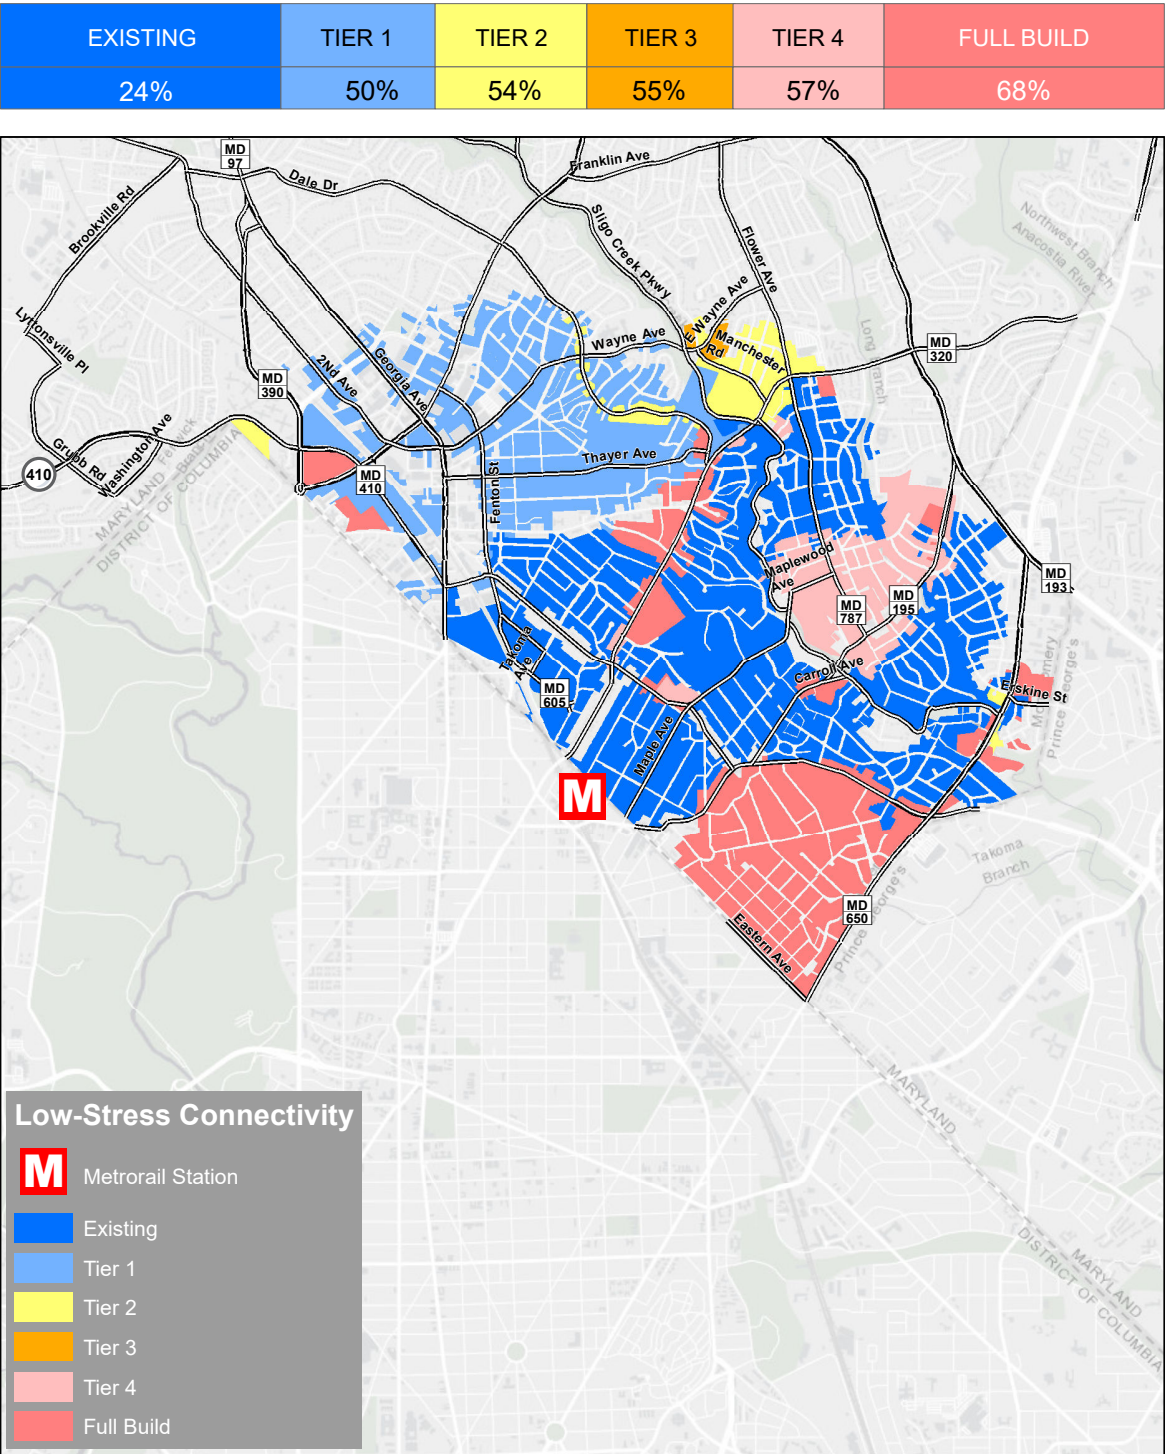 EXISTING
TIER 1
TIER 2
TIER 3
TIER 4
FULL BUILD
24%
50%
54%
55%
57%
68%
MD
97
Franklin Ave
Dale Dr
Brookville Rd
Sligo Creek Pkwy
Flower Ave
Northwest Branch
Anacostia River
E Wayne Ave
Lyttonsville Pl
Wayne Ave
Manchester
Rd
Long Branch
MD
320
2Nd Ave
Georgia Ave
MD
390
Grubb Rd
Washington Ave
410
Thayer Ave
MD
410
Fenton St
MARYLAND
DISTRICT OF COLUMBIA
Maplewood
Ave
MD
193
MD
787
MD
195
Takoma
Ave
Carroll Ave
MD
605
Erskine St
Prince George's
Maple Ave
M
Takoma
Branch
MD
650
Prince George's
Eastern Ave
MARYLAND
MARYLAND
DISTRICT OF COLUMBIA
Low-Stress Connectivity
M
Metrorail Station
Existing
Tier 1
Tier 2
Tier 3
Tier 4
Full Build